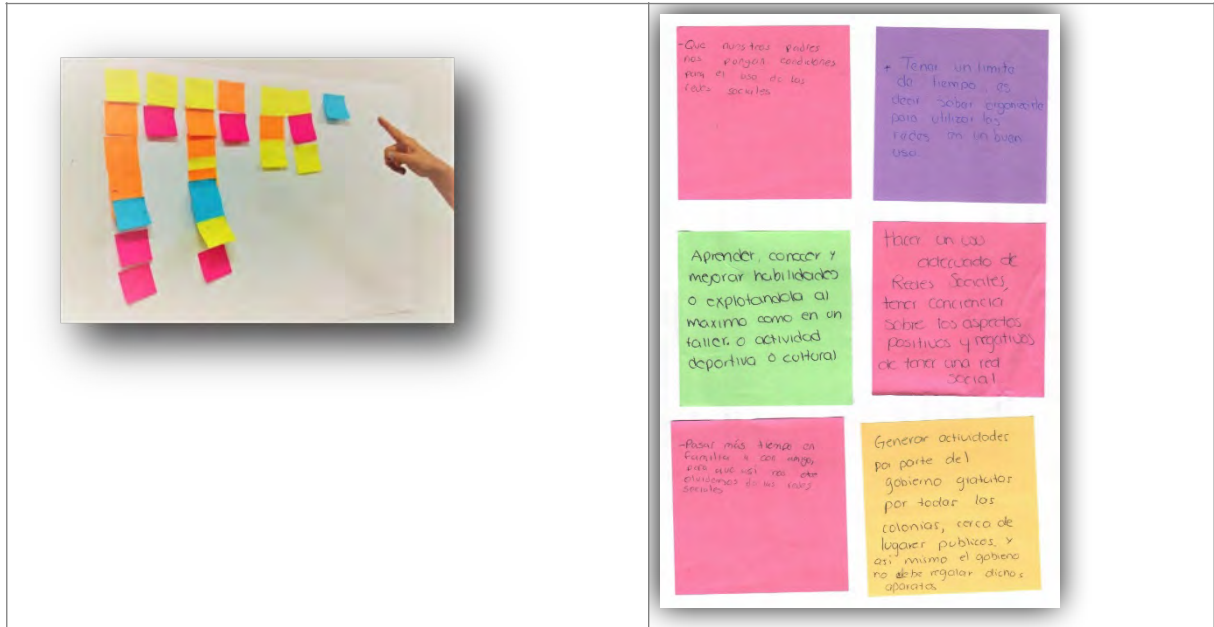 -Que nuestros padres
nos pongan condiciones
para el uso de las
redes sociales
+ Tener un limite
de tiempo es
decir saber organizarlo
para utilizar las
redes en un buen
uso.
Aprender, conocer y
mejorar habilidades
o explotandola al
maximo como en un
taller. o actividad
deportiva o cultural
Hacer un uso
adecuado de
Redes Sociales,
tener conciencia
sobre los aspectos
positivos y negativos
de tener una red
social
-Pasar más tiempo en
familia o con amigos
para que asi nos
olvidemos de las redes
sociales
Generar actividades
por parte del
gobierno gratuitas
por todas las
colonias, cerca de
lugares publicos. y
asi mismo el gobieno
no debe regalar dichos
aparatos